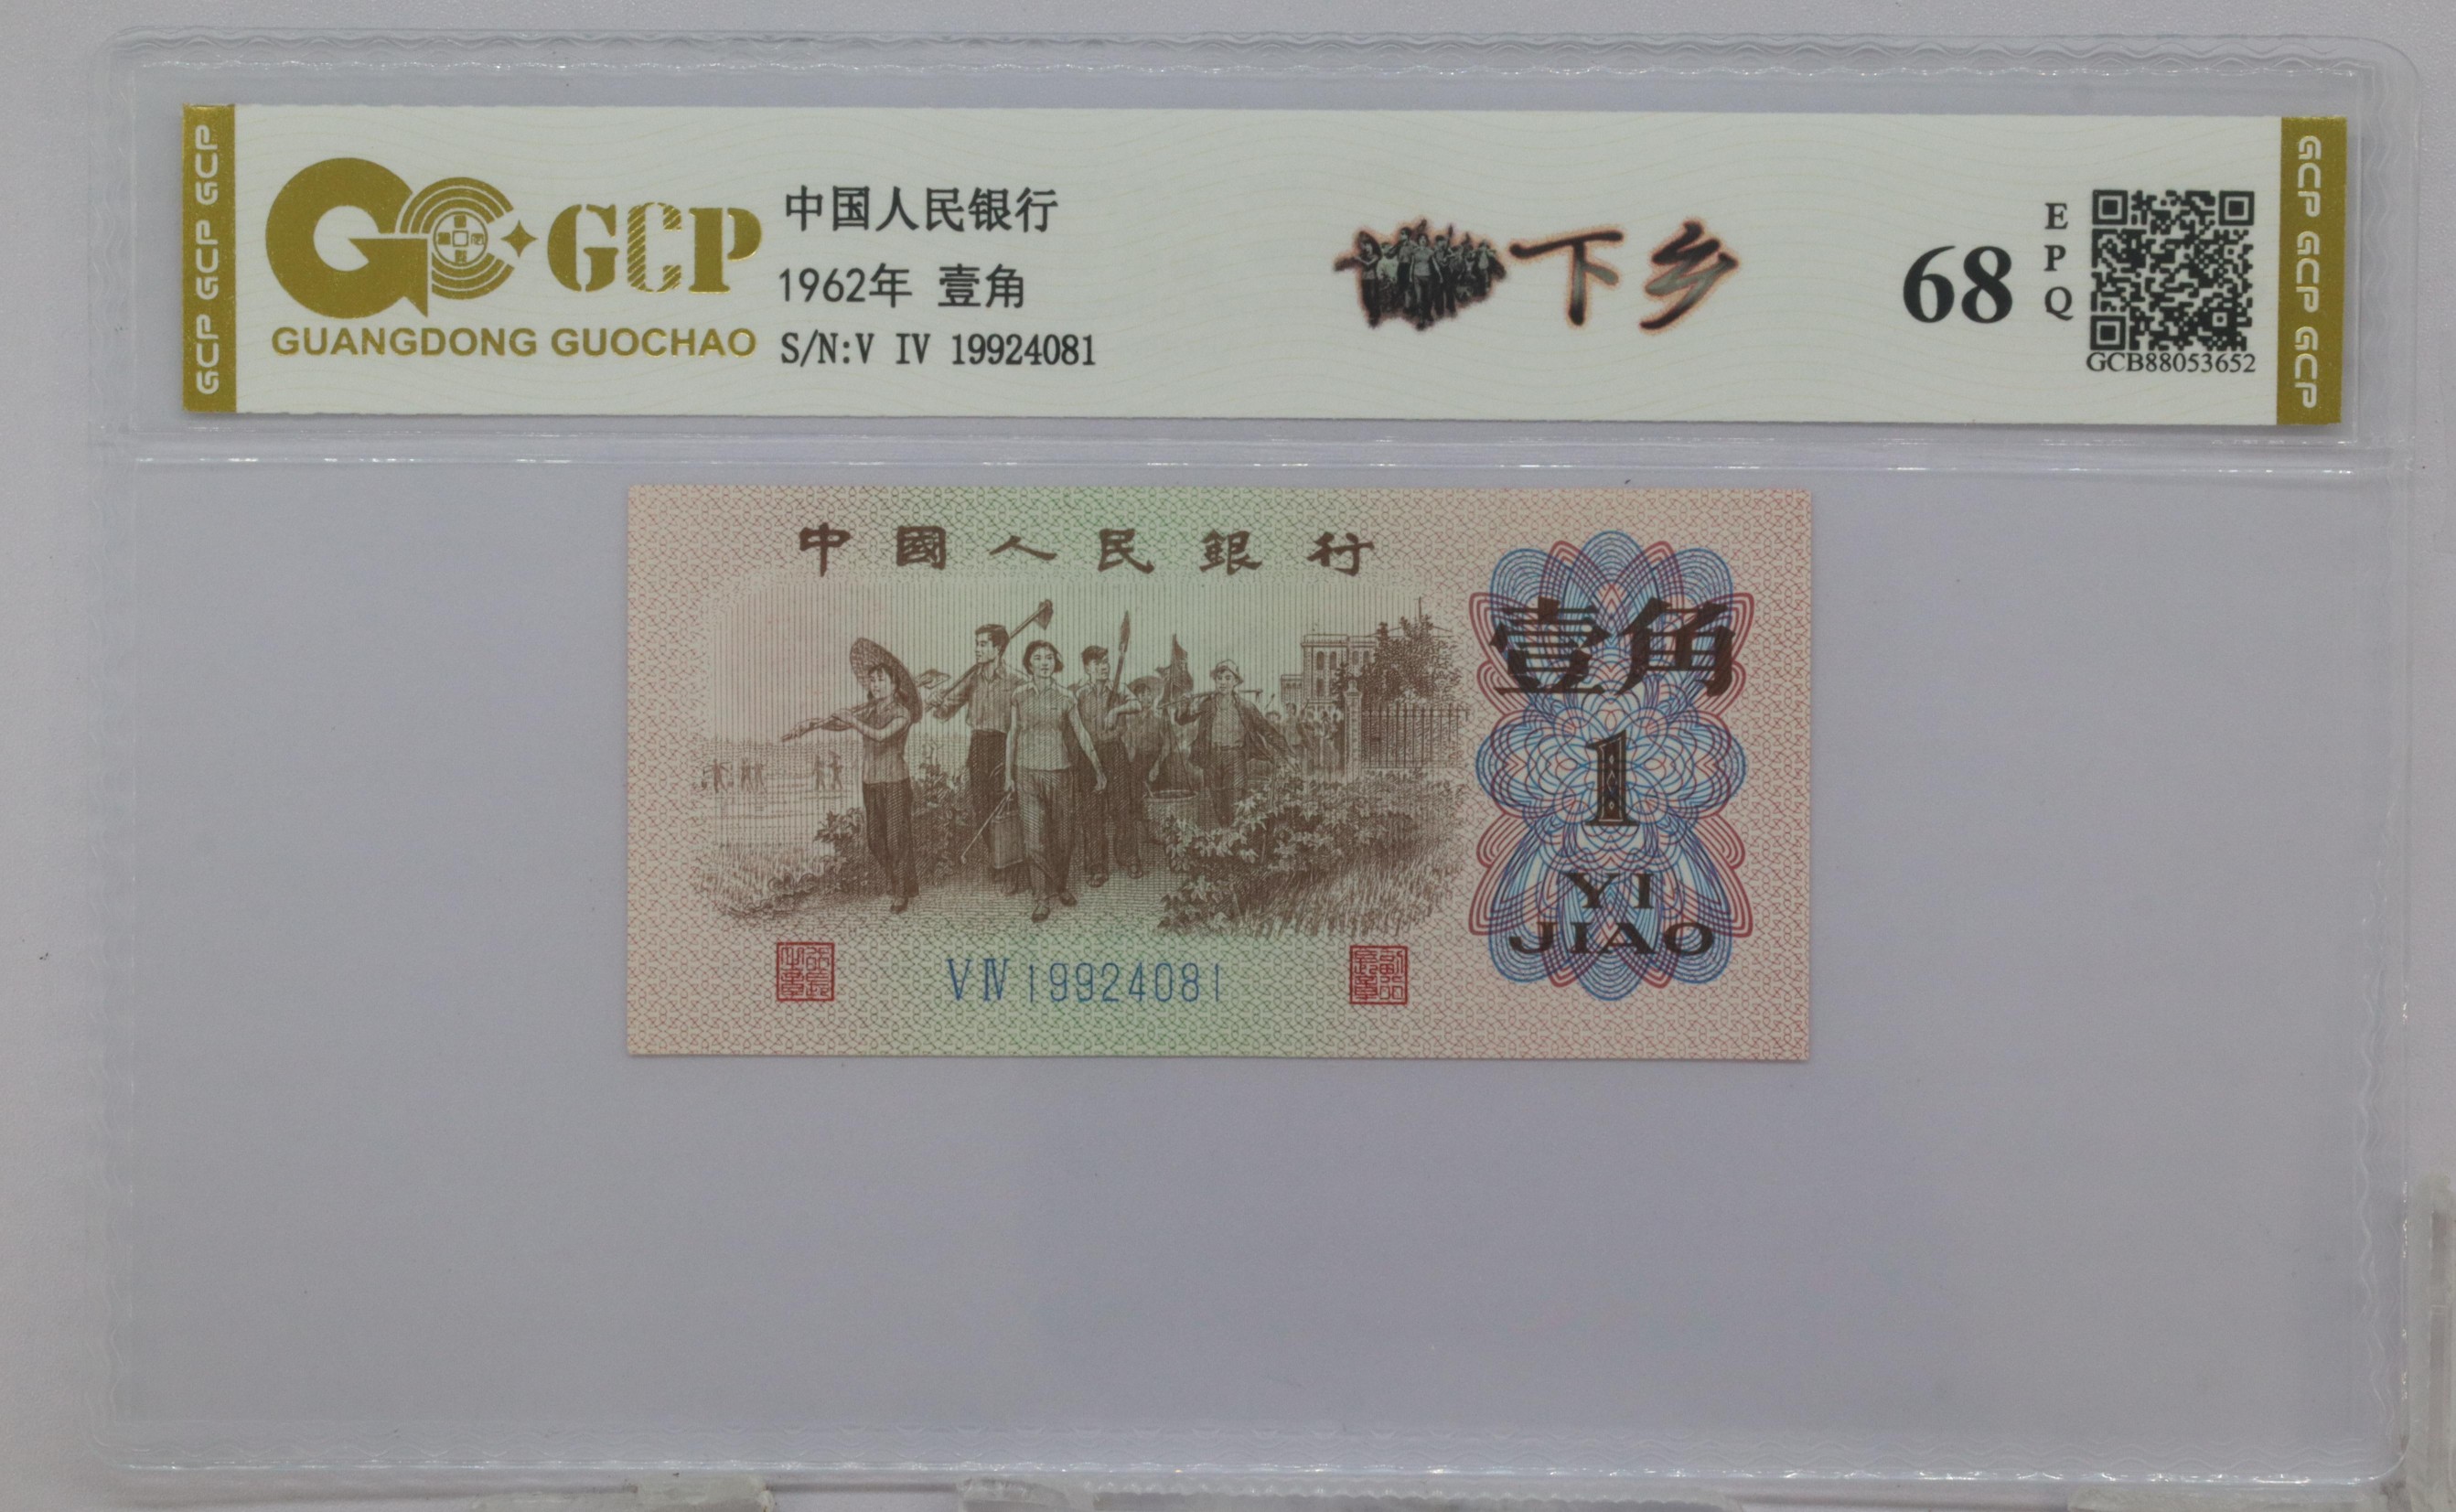 GCP GCP GCP
GCP
GUANGDONG GUOCHAO
中国人民银行
1962年 壹角
S/N:V IV 19924081
下乡
68
EPQ
GCB88053652
GCP GCP GCP
中國人民銀行
壹角
1
YI
JIAO
V IV 19924081